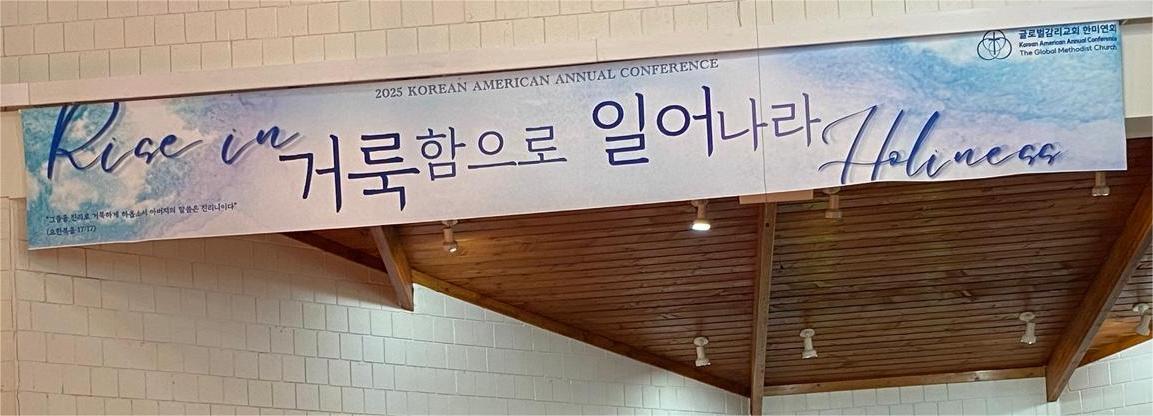 글로벌감리교회 한미연회
Korean American Annual Conference
The Global Methodist Church
2025 KOREAN AMERICAN ANNUAL CONFERENCE
Rise in 거룩함으로 일어나라 Holiness
"그들을 진리로 거룩하게 하옵소서 아버지의 말씀은 진리니이다"
(요한복음 17:17)